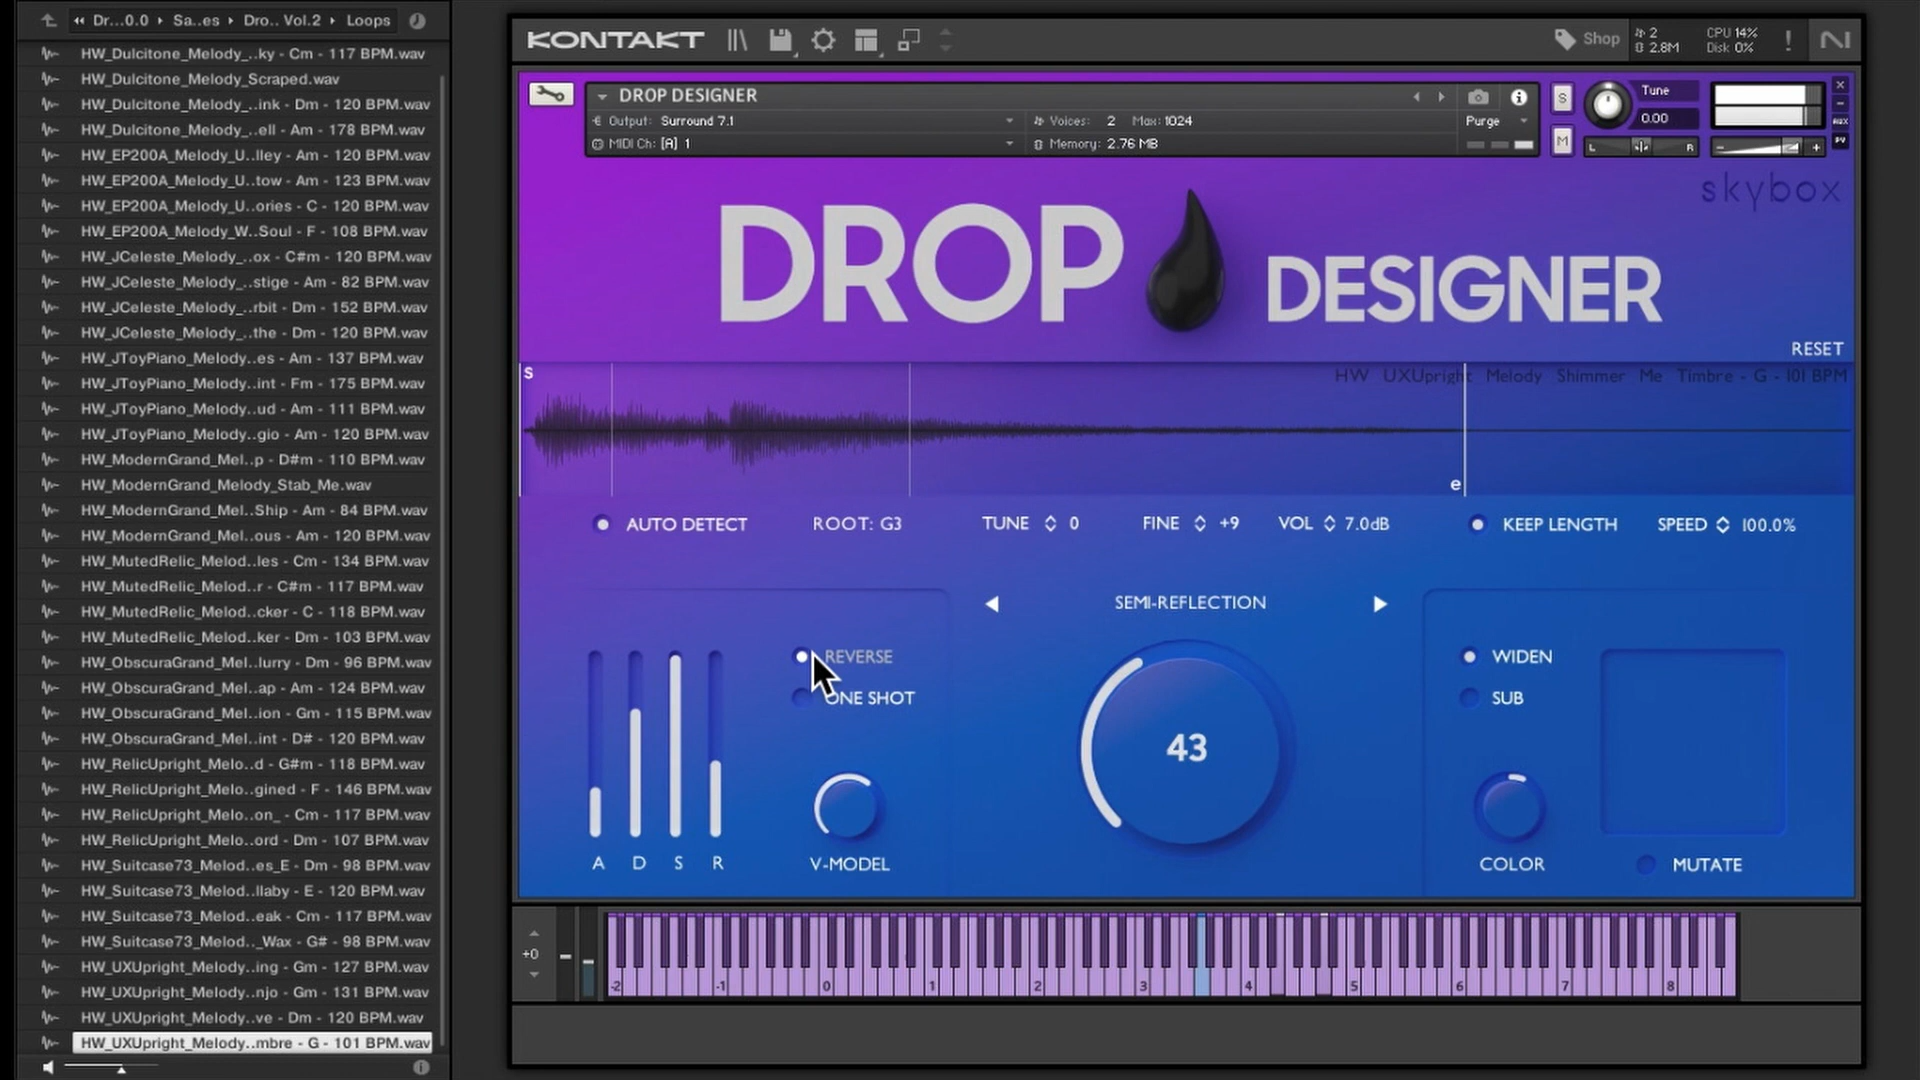 Dr...0.0 Sa..es Dro.. Vol.2 Loops
HW_Dulcitone_Melody_..ky - Cm - 117 BPM.wav
HW_Dulcitone_Melody_Scraped.wav
HW_Dulcitone_Melody_...ink - Dm - 120 BPM.wav
HW_Dulcitone_Melody_...ell - Am - 178 BPM.wav
HW_EP200A_Melody_U..lley - Am - 120 BPM.wav
HW_EP200A_Melody_U..tow - Am - 123 BPM.wav
HW_EP200A_Melody_U..ories - C - 120 BPM.wav
HW_EP200A_Melody_W..Soul - F - 108 BPM.wav
HW_JCeleste_Melody_..ox - C#m - 120 BPM.wav
HW_JCeleste_Melody_..stige - Am - 82 BPM.wav
HW_JCeleste_Melody_..rbit - Dm - 152 BPM.wav
HW_JCeleste_Melody_..the - Dm - 120 BPM.wav
HW_JToyPiano_Melody..es - Am - 137 BPM.wav
HW_JToyPiano_Melody..int - Fm - 175 BPM.wav
HW_JToyPiano_Melody..ud - Am - 111 BPM.wav
HW_JToyPiano_Melody..gio - Am - 120 BPM.wav
HW_ModernGrand_Mel..p - D#m - 110 BPM.wav
HW_ModernGrand_Melody_Stab_Me.wav
HW_ModernGrand_Mel..Ship - Am - 84 BPM.wav
HW_ModernGrand_Mel..ous - Am - 120 BPM.wav
HW_MutedRelic_Melod..les - Cm - 134 BPM.wav
HW_MutedRelic_Melod..r - C#m - 117 BPM.wav
HW_MutedRelic_Melod..cker - C - 118 BPM.wav
HW_MutedRelic_Melod..ker - Dm - 103 BPM.wav
HW_ObscuraGrand_Mel..lurry - Dm - 96 BPM.wav
HW_ObscuraGrand_Mel..ap - Am - 124 BPM.wav
HW_ObscuraGrand_Mel..ion - Gm - 115 BPM.wav
HW_ObscuraGrand_Mel..int - D# - 120 BPM.wav
HW_RelicUpright_Melo..d - G#m - 118 BPM.wav
HW_RelicUpright_Melo..gined - F - 146 BPM.wav
HW_RelicUpright_Melo..on_ - Cm - 117 BPM.wav
HW_RelicUpright_Melo..ord - Dm - 107 BPM.wav
HW_Suitcase73_Melod..es_E - Dm - 98 BPM.wav
HW_Suitcase73_Melod..llaby - E - 120 BPM.wav
HW_Suitcase73_Melod..eak - Cm - 117 BPM.wav
HW_Suitcase73_Melod.._Wax - G# - 98 BPM.wav
HW_UXUpright_Melody..ing - Gm - 127 BPM.wav
HW_UXUpright_Melody..njo - Gm - 131 BPM.wav
HW_UXUpright_Melody..ve - Dm - 120 BPM.wav
HW_UXUpright_Melody..mbre - G - 101 BPM.wav
KONTAKT Shop 2 CPU 14%
2.8M Disk 0% !
DROP DESIGNER
Output: Surround 7.1 Voices: 2 Max: 1024 Purge
MIDI Ch: [A] 1 Memory: 2.76 MB
S Tune
0.00
M L R - + AUX PV
skybox
DROP DESIGNER
RESET
S HW UXUpright Melody Shimmer Me Timbre - G - 101 BPM
e
AUTO DETECT ROOT: G3 TUNE 0 FINE +9 VOL 7.0dB KEEP LENGTH SPEED 100.0%
SEMI-REFLECTION
REVERSE WIDEN
ONE SHOT SUB
43
A D S R V-MODEL COLOR MUTATE
+0
-2 -1 0 1 2 3 4 5 6 7 8